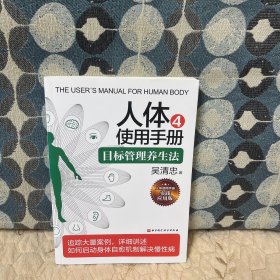 THE USER'S MANUAL FOR HUMAN BODY
人体4
使用手册
目标管理养生法
吴清忠 著
追踪大量案例，详细讲述
如何启动身体自愈机制解决慢性病